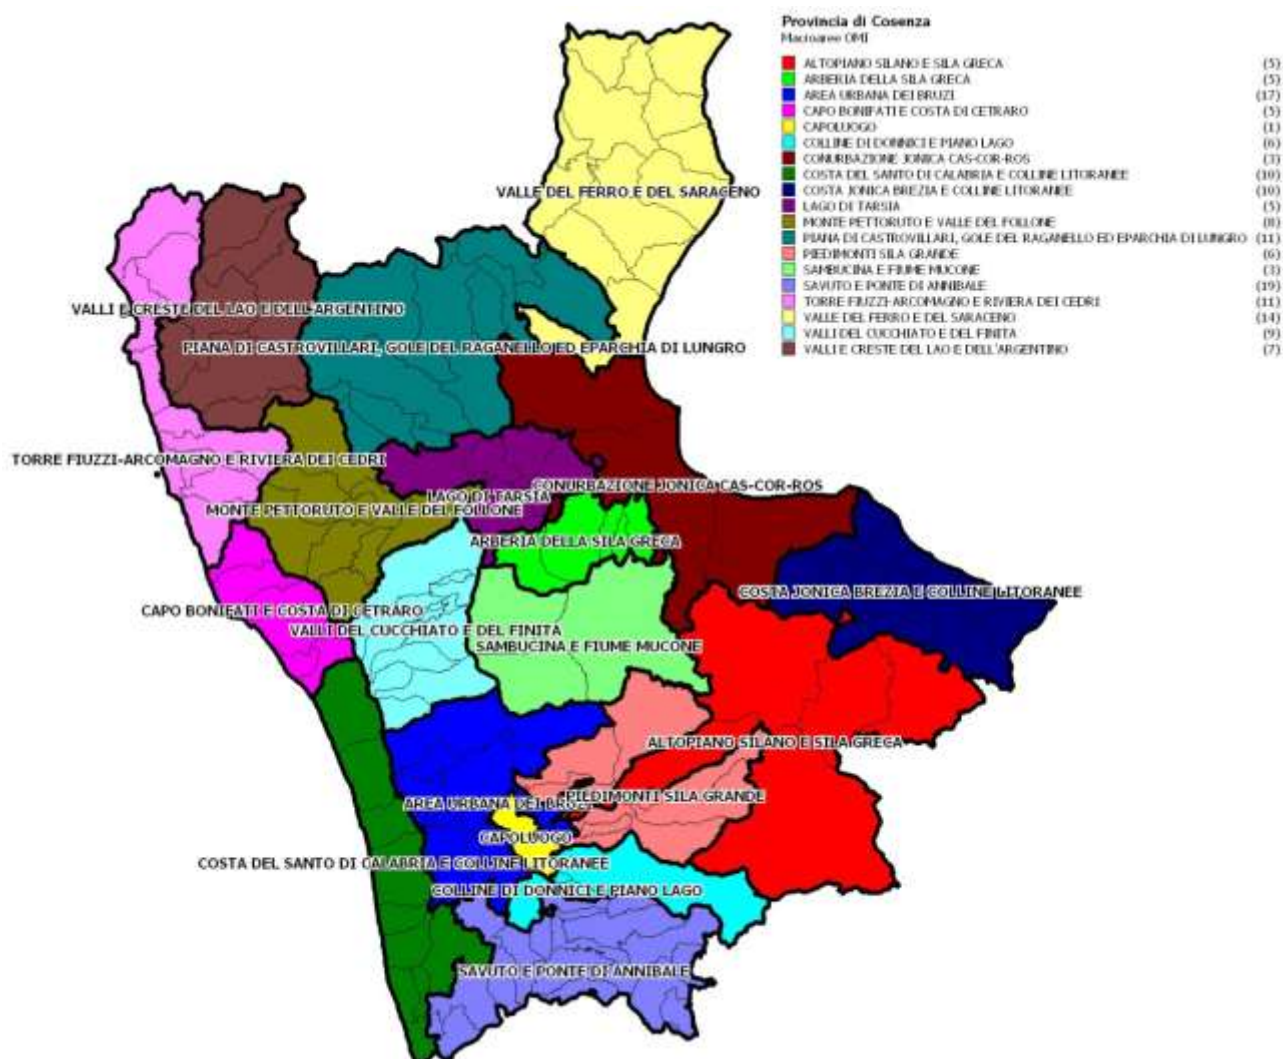 Provincia di Cosenza
Macroaree OMI
ALTOPIANO SILANO E SILA GRECA (5)
ARBERIA DELLA SILA GRECA (5)
AREA URBANA DEI BRUZI (17)
CAPO BONIFATI E COSTA DI CETRARO (5)
CAPOLUOGO (1)
COLLINE DI DONNICI E PIANO LAGO (6)
CONURBAZIONE JONICA CAS-COR-ROS (3)
COSTA DEL SANTO DI CALABRIA E COLLINE LITORANEE (10)
COSTA JONICA BREZIA E COLLINE LITORANEE (10)
LAGO DI TARSIA (5)
MONTE PETTORUTO E VALLE DEL FOLLONE (8)
PIANA DI CASTROVILLARI, GOLE DEL RAGANELLO ED EPARCHIA DI LUNGRO (11)
PIEDIMONTI SILA GRANDE (6)
SAMBUCINA E FIUME MUCONE (3)
SAVUTO E PONTE DI ANNIBALE (19)
TORRE FIUZZI-ARCOMAGNO E RIVIERA DEI CEDRI (11)
VALLE DEL FERRO E DEL SARACENO (14)
VALLI DEL CUCCHIATO E DEL FINITA (9)
VALLI E CRESTE DEL LAO E DELL'ARGENTINO (7)
VALLE DEL FERRO E DEL SARACENO
VALLI E CRESTE DEL LAO E DELL'ARGENTINO
PIANA DI CASTROVILLARI, GOLE DEL RAGANELLO ED EPARCHIA DI LUNGRO
TORRE FIUZZI-ARCOMAGNO E RIVIERA DEI CEDRI
CONURBAZIONE JONICA CAS-COR-ROS
LAGO DI TARSIA
MONTE PETTORUTO E VALLE DEL FOLLONE
ARBERIA DELLA SILA GRECA
COSTA JONICA BREZIA E COLLINE LITORANEE
CAPO BONIFATI E COSTA DI CETRARO
VALLI DEL CUCCHIATO E DEL FINITA
SAMBUCINA E FIUME MUCONE
ALTOPIANO SILANO E SILA GRECA
PIEDIMONTI SILA GRANDE
AREA URBANA DEI BRUZI
CAPOLUOGO
COSTA DEL SANTO DI CALABRIA E COLLINE LITORANEE
COLLINE DI DONNICI E PIANO LAGO
SAVUTO E PONTE DI ANNIBALE